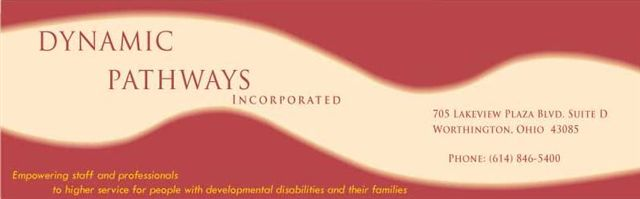 DYNAMIC
PATHWAYS
INCORPORATED
705 LAKEVIEW PLAZA BLVD. SUITE D
WORTHINGTON, OHIO 43085
PHONE: (614) 846-5400
Empowering staff and professionals
to higher service for people with developmental disabilities and their families